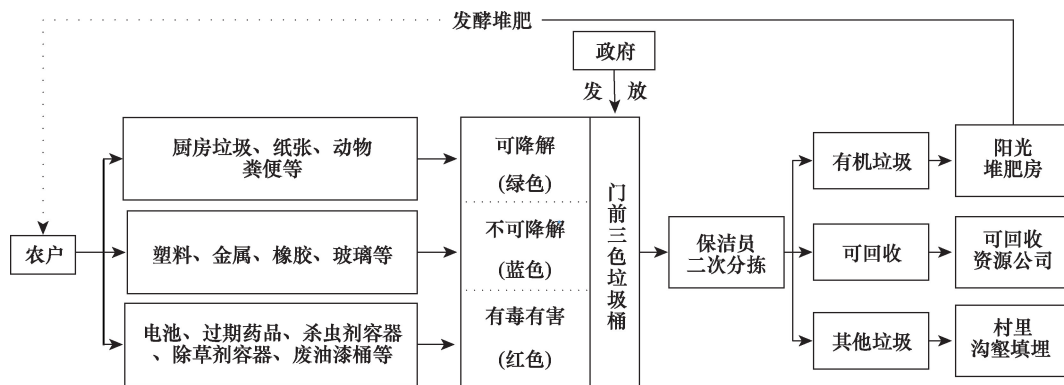 发酵堆肥
政府
发 放
厨房垃圾、纸张、动物
粪便等
可降解
(绿色)
有机垃圾
阳光
堆肥房
农户
塑料、金属、橡胶、玻璃等
不可降解
(蓝色)
门前三色垃圾桶
保洁员
二次分拣
可回收
可回收
资源公司
电池、过期药品、杀虫剂容器
、除草剂容器、废油漆桶等
有毒有害
(红色)
其他垃圾
村里
沟壑填埋